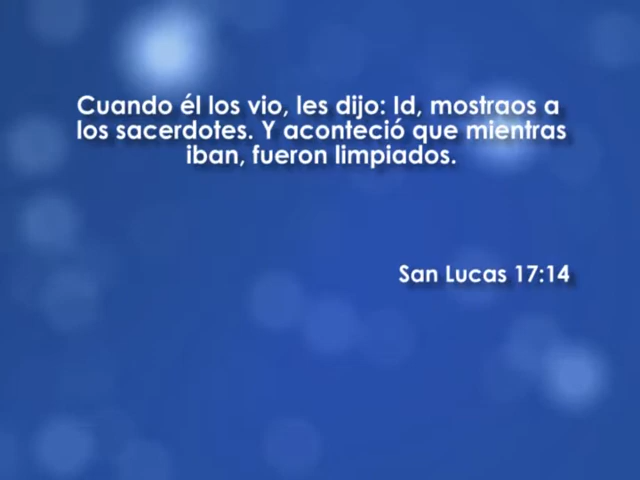 Cuando él los vio, les dijo: Id, mostraos a
los sacerdotes. Y aconteció que mientras
iban, fueron limpiados.
San Lucas 17:14